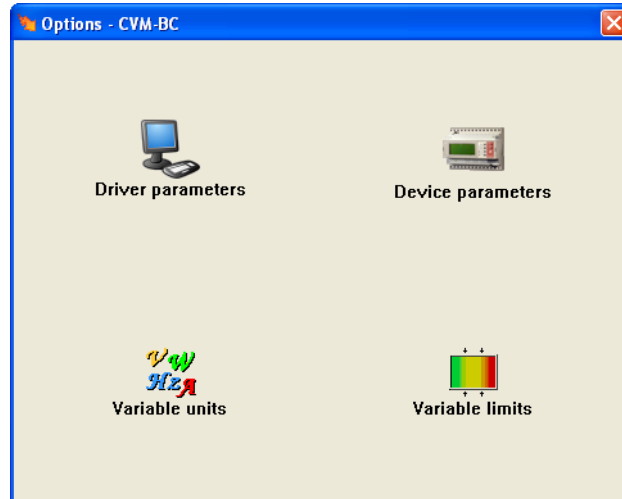 Options - CVM-BC
Driver parameters
Device parameters
V W
Hz A
Variable units
Variable limits